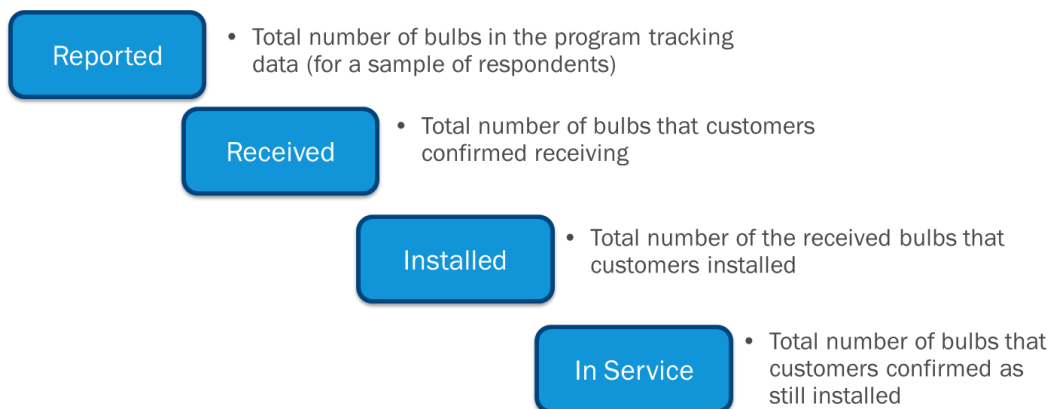 Reported
• Total number of bulbs in the program tracking
data (for a sample of respondents)
Received
• Total number of bulbs that customers
confirmed receiving
Installed
• Total number of the received bulbs that
customers installed
In Service
• Total number of bulbs that
customers confirmed as
still installed